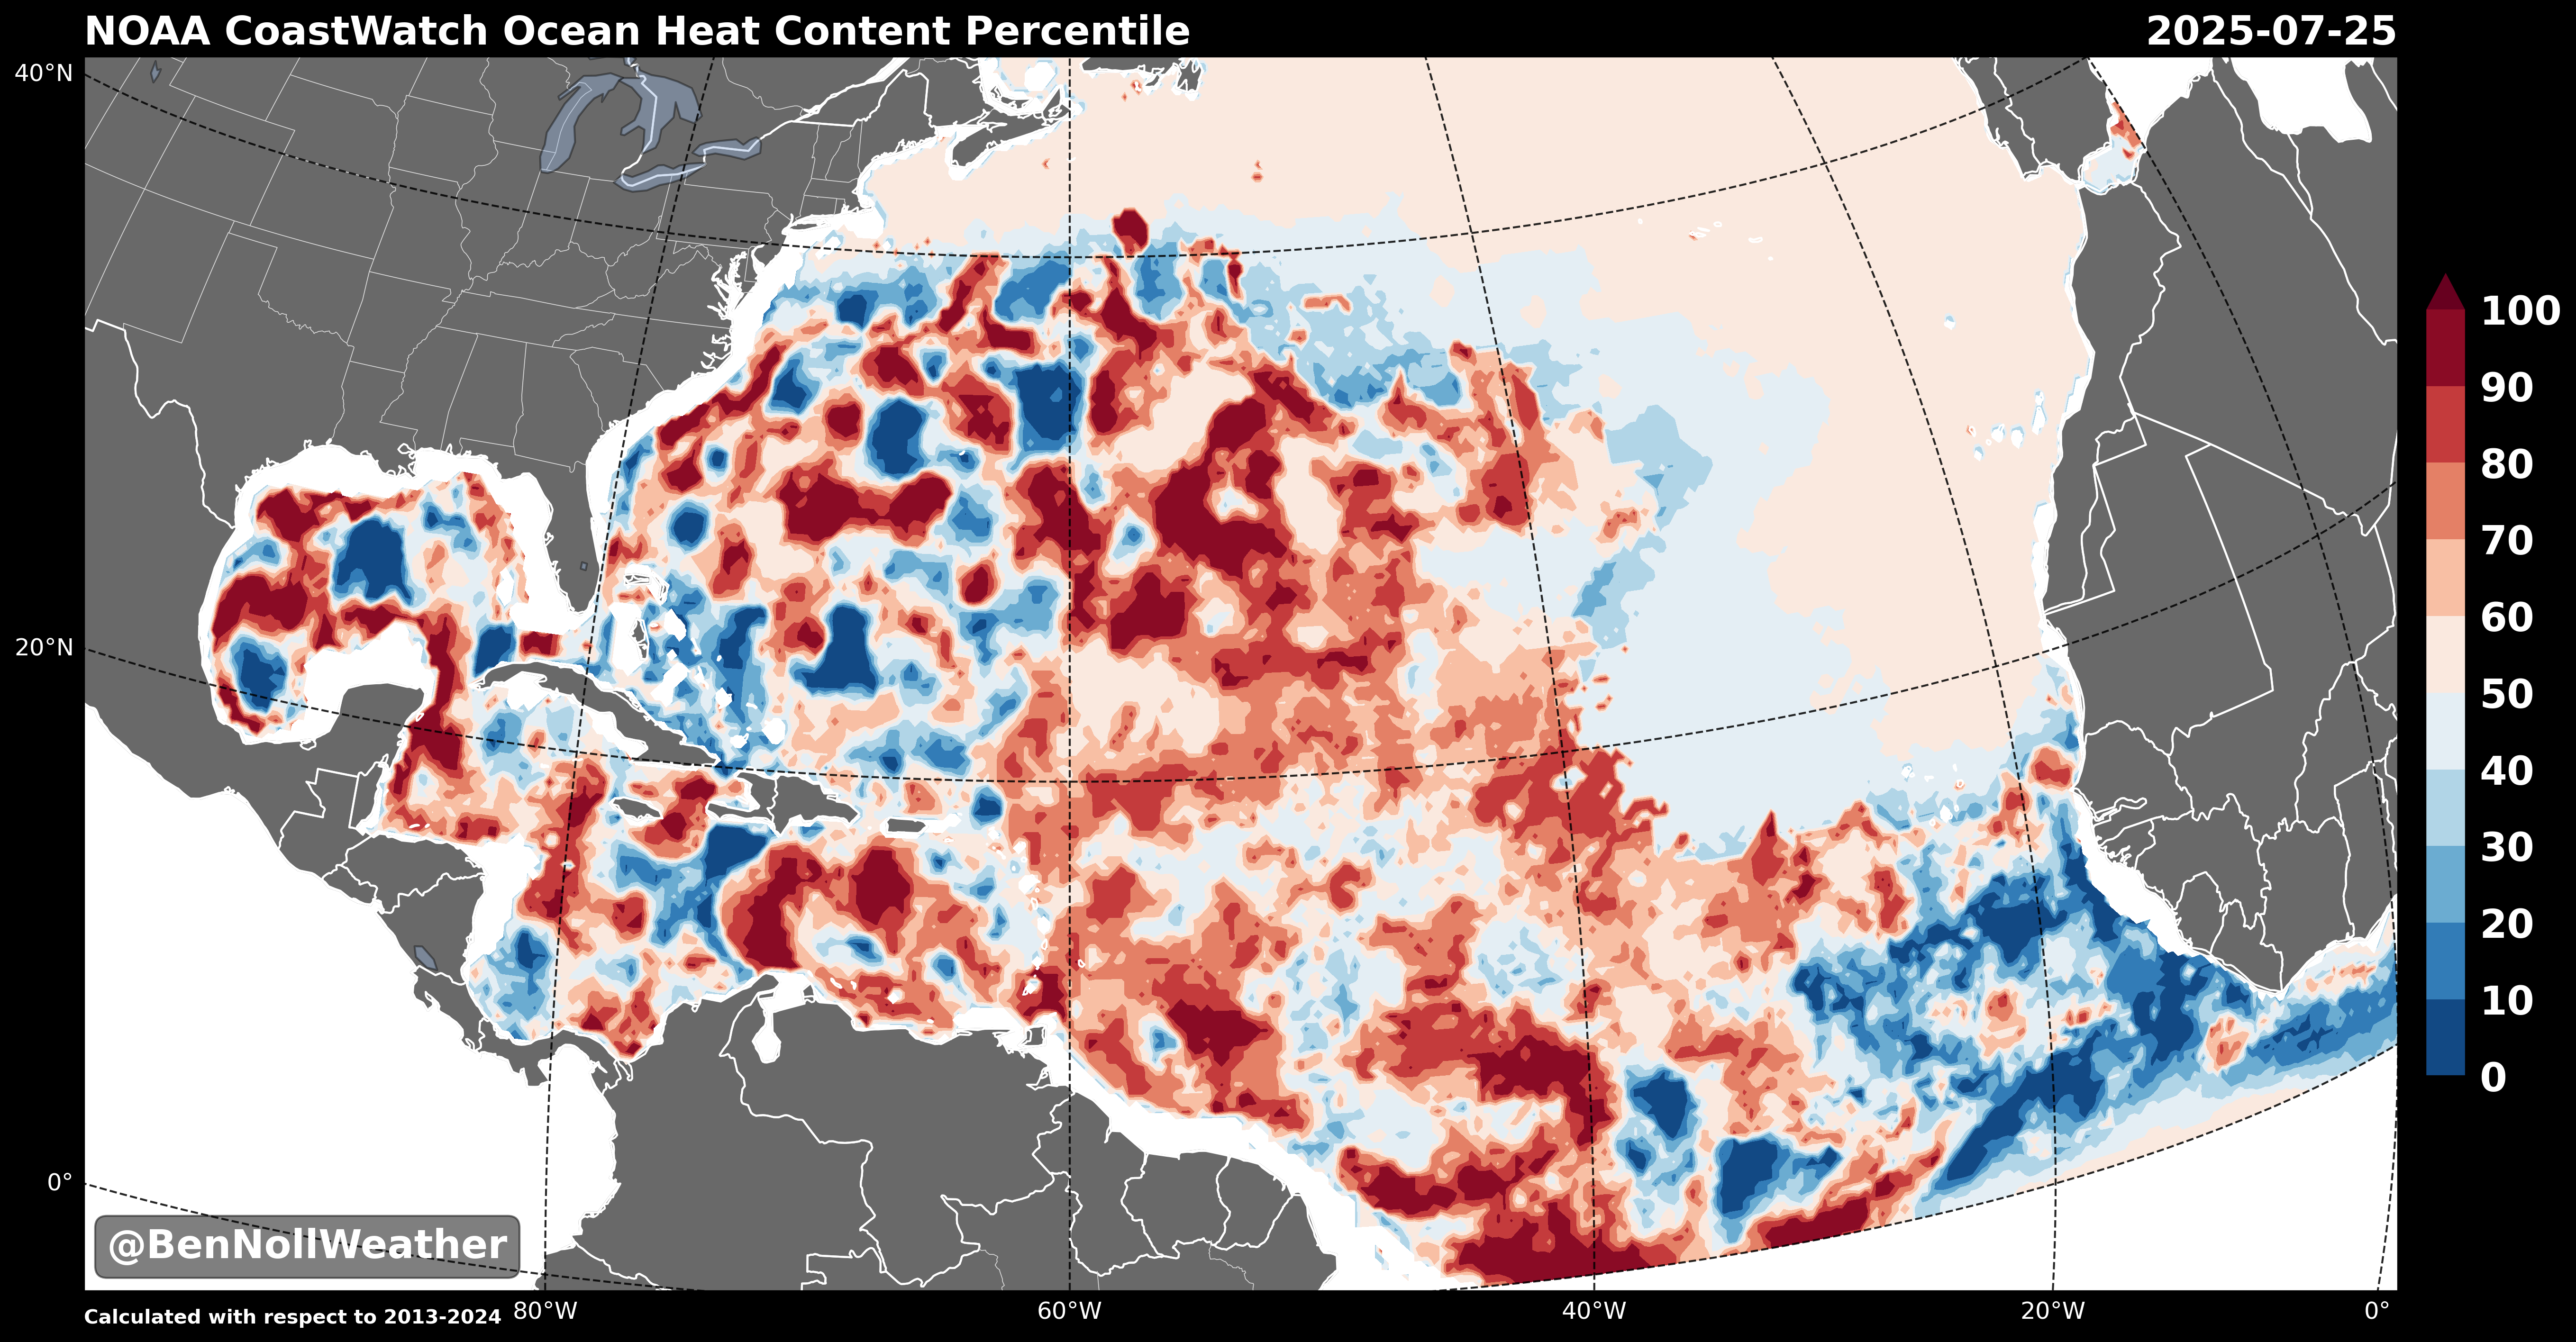 NOAA CoastWatch Ocean Heat Content Percentile
2025-07-25
40°N
20°N
0°
100
90
80
70
60
50
40
30
20
10
0
@BenNollWeather
Calculated with respect to 2013-2024
80°W
60°W
40°W
20°W
0°